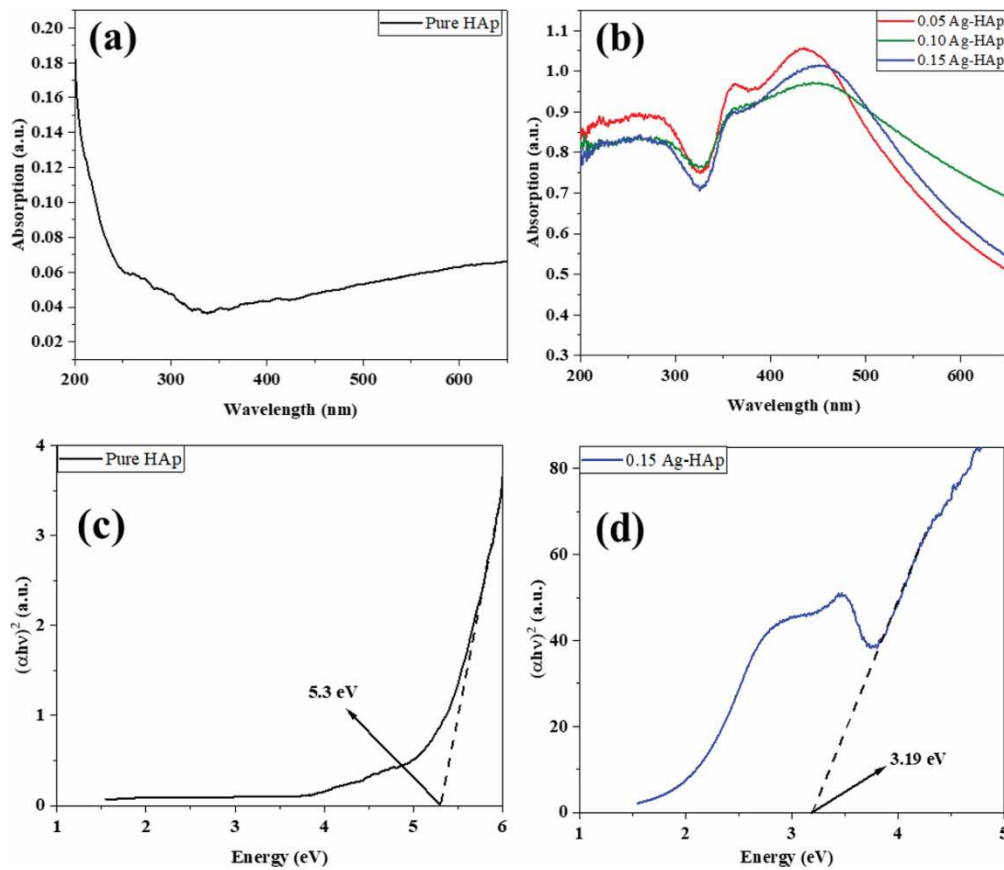 (a)
Pure HAp
0.20
0.18
0.16
0.14
0.12
0.10
0.08
0.06
0.04
0.02
Absorption (a.u.)
200 300 400 500 600
Wavelength (nm)
(b)
0.05 Ag-HAp
0.10 Ag-HAp
0.15 Ag-HAp
1.1
1.0
0.9
0.8
0.7
0.6
0.5
0.4
0.3
Absorption (a.u.)
200 300 400 500 600
Wavelength (nm)
Pure HAp
(c)
4
3
2
1
0
(αhν)² (a.u.)
5.3 eV
1 2 3 4 5 6
Energy (eV)
0.15 Ag-HAp
(d)
80
60
40
20
0
(αhν)² (a.u.)
3.19 eV
1 2 3 4 5
Energy (eV)